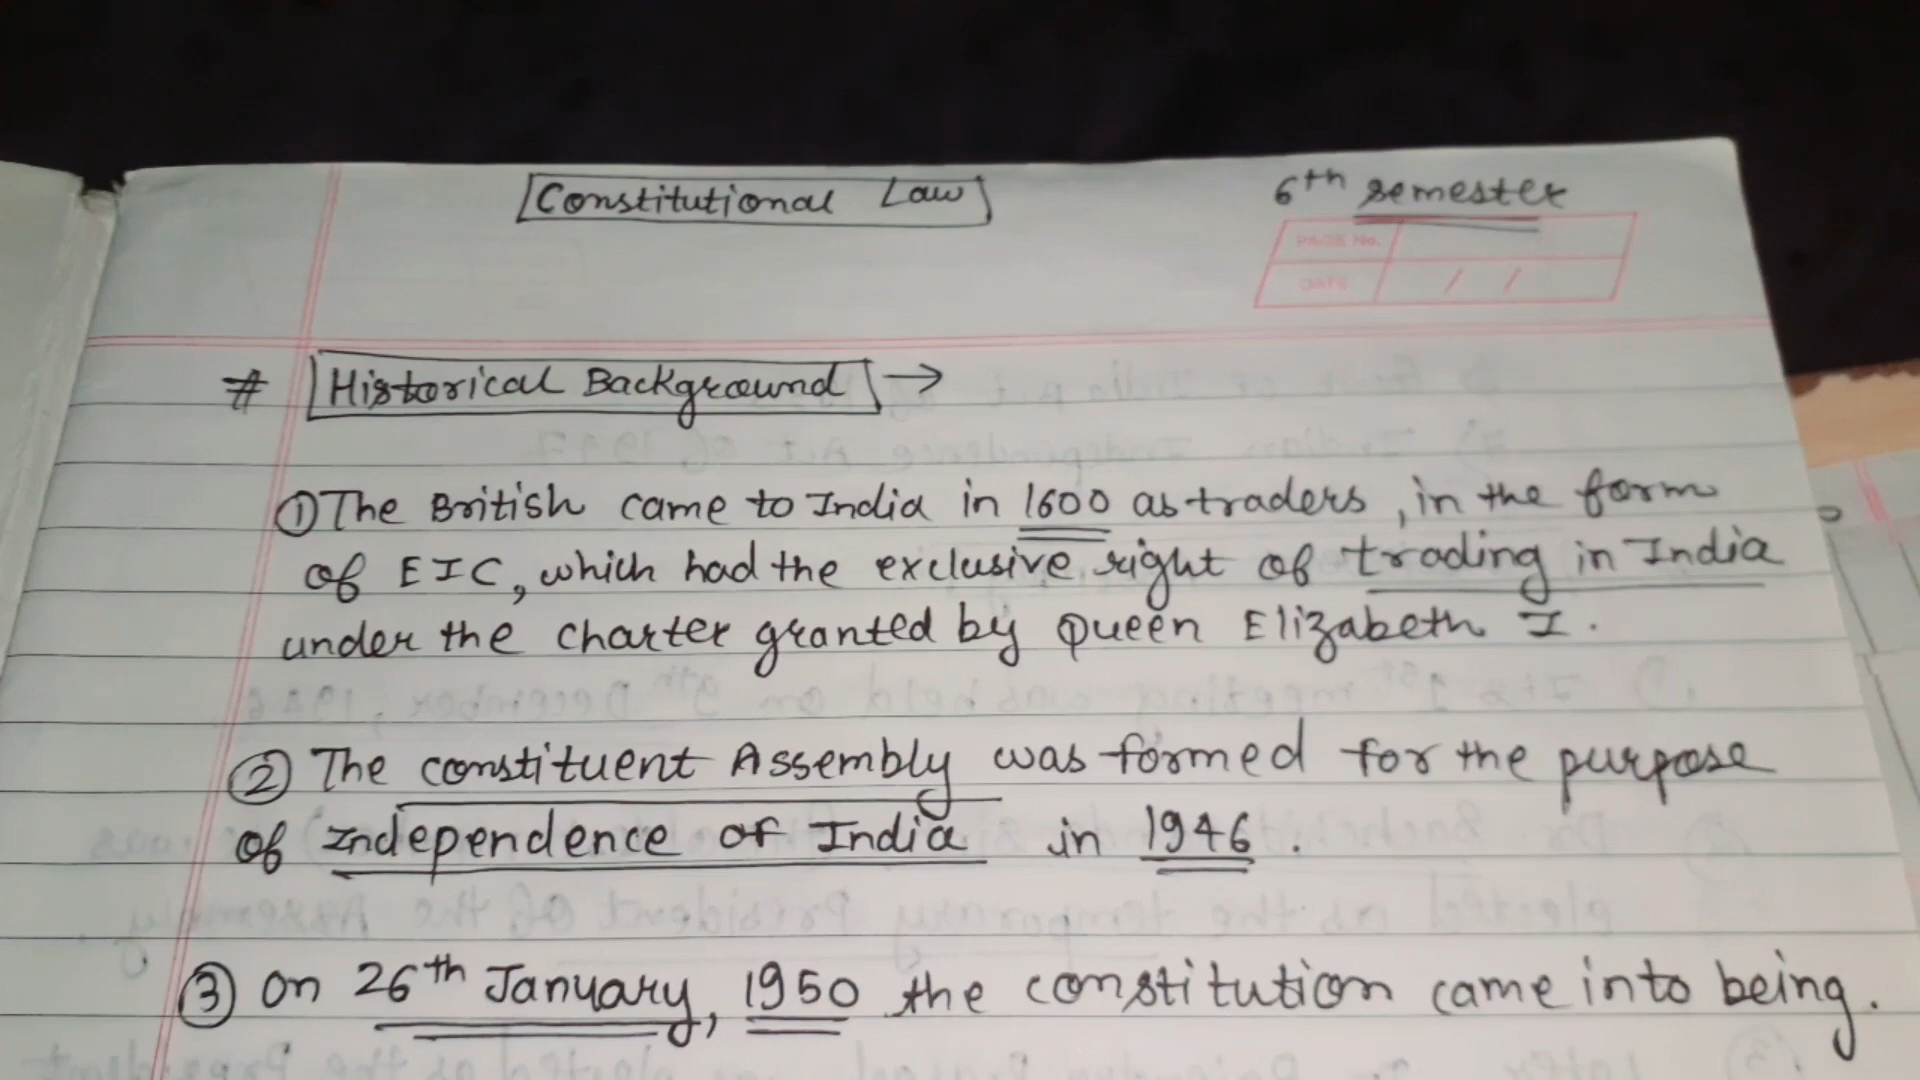 Constitutional Law
6th semester
PAGE No.
DATE / /
# Historical Background →
① The British came to India in 1600 as traders, in the form
of EIC, which had the exclusive right of trading in India
under the charter granted by Queen Elizabeth I.
② The constituent Assembly was formed for the purpose
of Independence of India in 1946.
③ on 26th January, 1950 the constitution came into being.